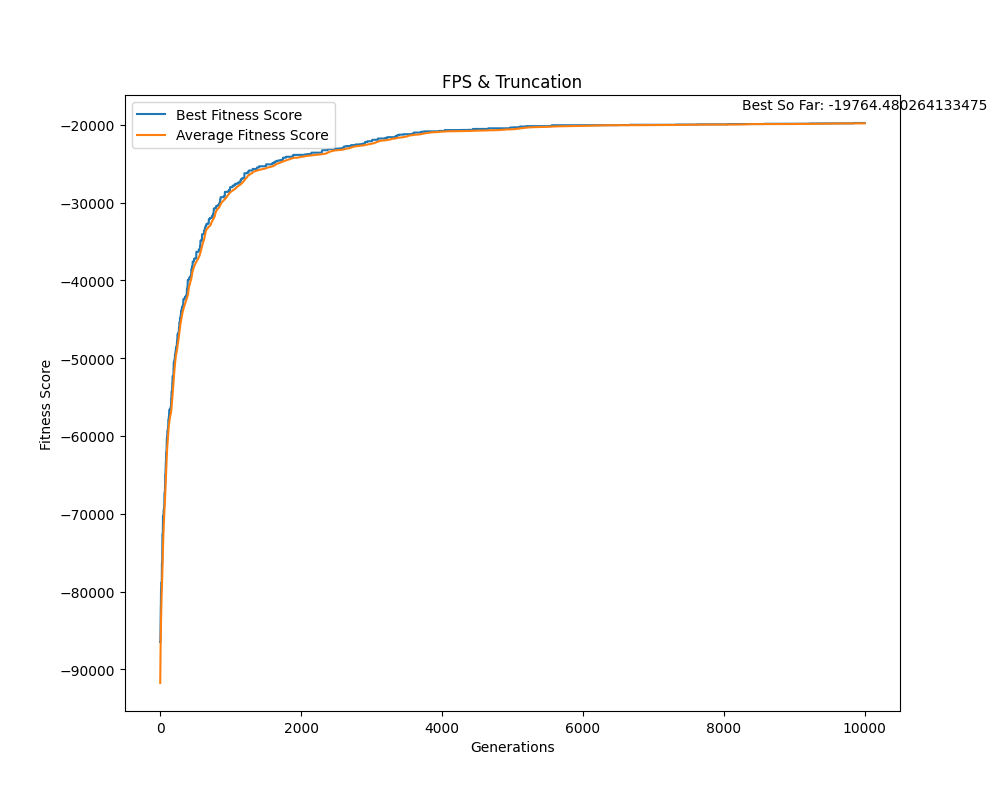 FPS & Truncation
Best So Far: -19764.480264133475
Best Fitness Score
Average Fitness Score
Fitness Score
−20000
−30000
−40000
−50000
−60000
−70000
−80000
−90000
0 2000 4000 6000 8000 10000
Generations